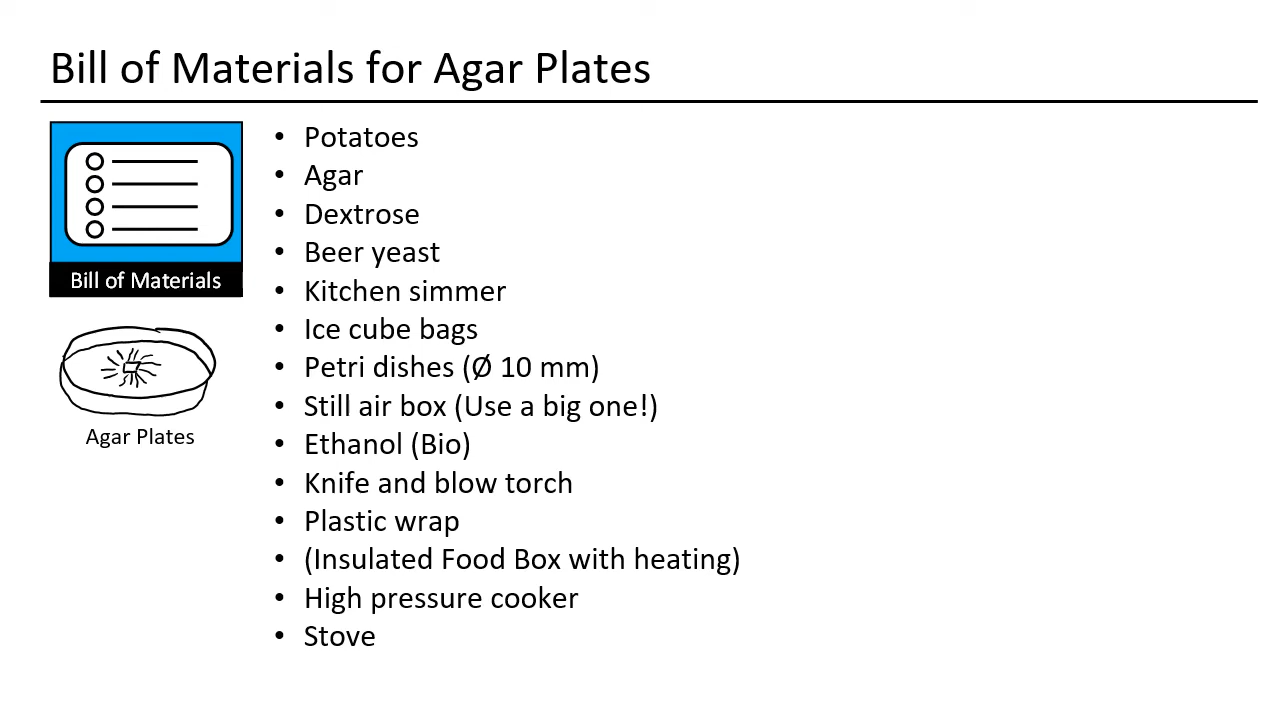 Bill of Materials for Agar Plates
Bill of Materials
Agar Plates
• Potatoes
• Agar
• Dextrose
• Beer yeast
• Kitchen simmer
• Ice cube bags
• Petri dishes (Ø 10 mm)
• Still air box (Use a big one!)
• Ethanol (Bio)
• Knife and blow torch
• Plastic wrap
• (Insulated Food Box with heating)
• High pressure cooker
• Stove